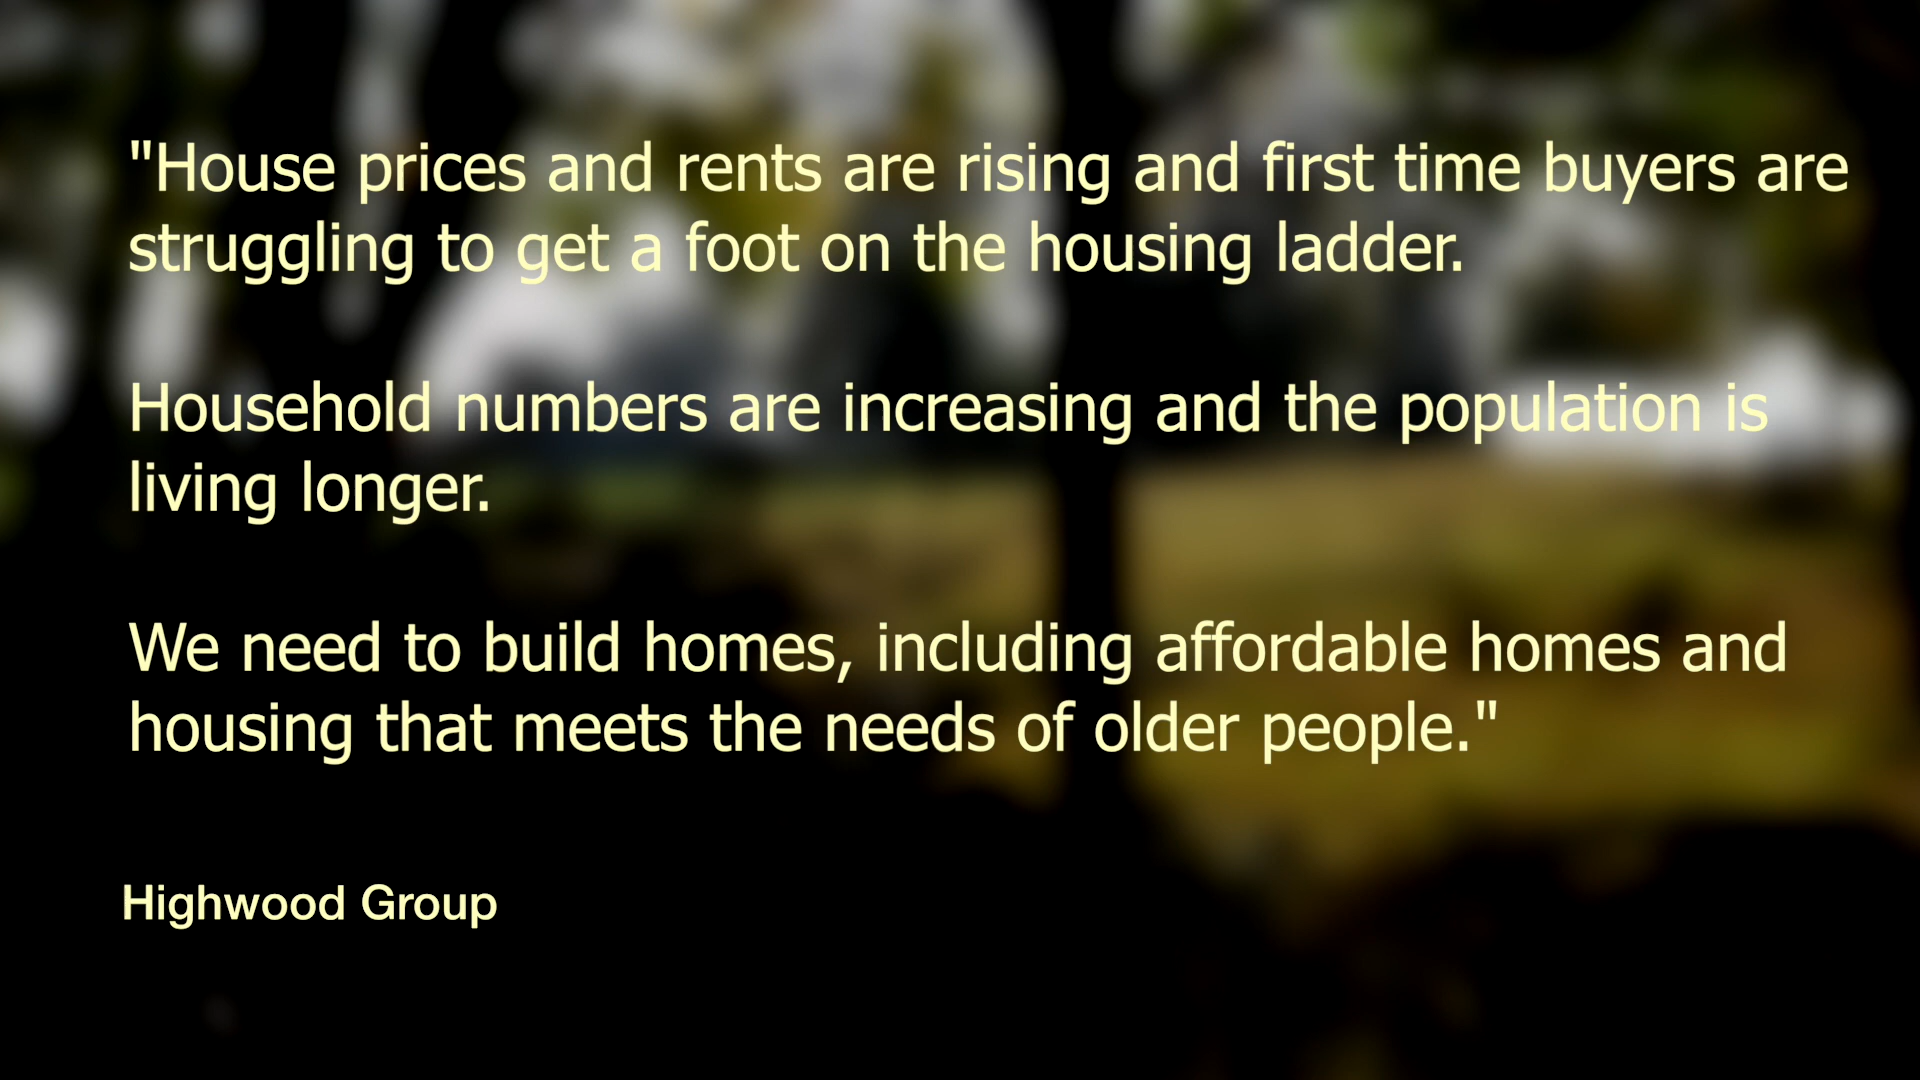 "House prices and rents are rising and first time buyers are
struggling to get a foot on the housing ladder.
Household numbers are increasing and the population is
living longer.
We need to build homes, including affordable homes and
housing that meets the needs of older people."
Highwood Group